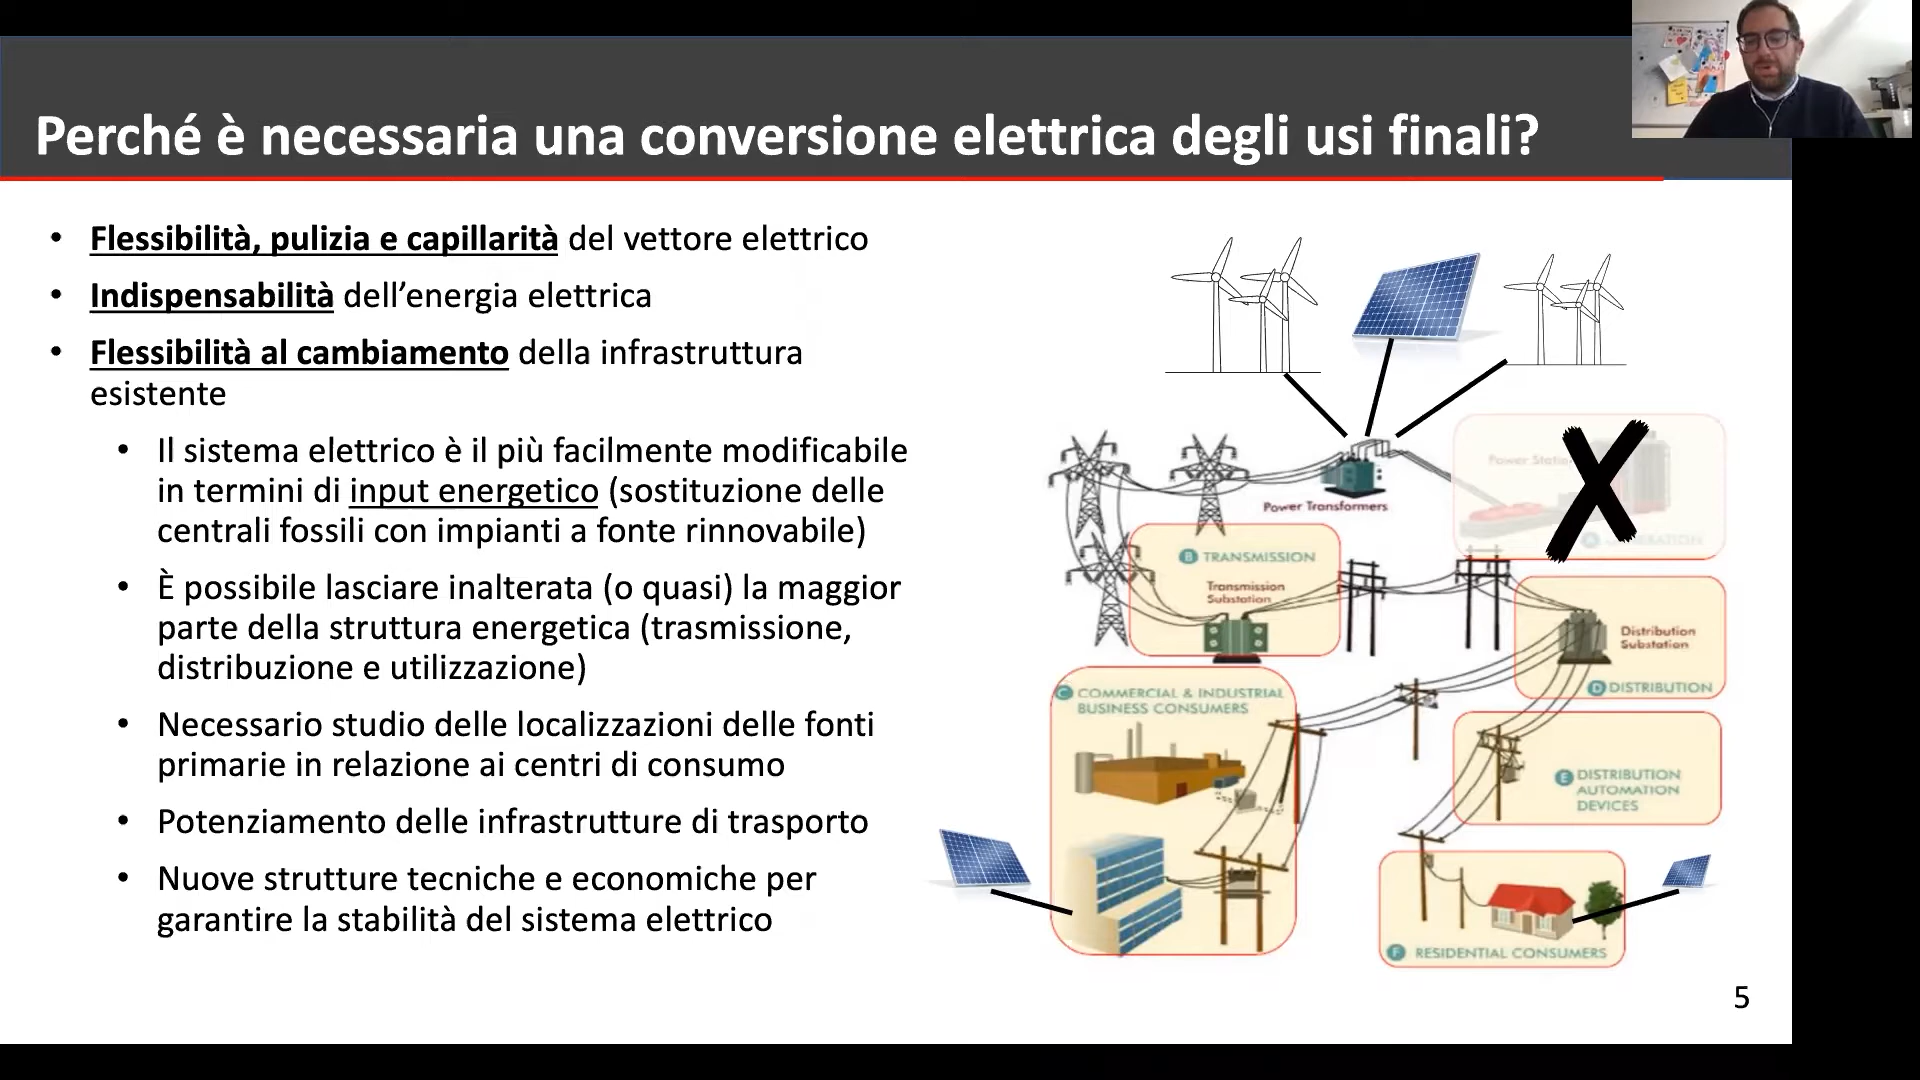 Perché è necessaria una conversione elettrica degli usi finali?
• Flessibilità, pulizia e capillarità del vettore elettrico
• Indispensabilità dell’energia elettrica
• Flessibilità al cambiamento della infrastruttura
esistente
• Il sistema elettrico è il più facilmente modificabile
in termini di input energetico (sostituzione delle
centrali fossili con impianti a fonte rinnovabile)
• È possibile lasciare inalterata (o quasi) la maggior
parte della struttura energetica (trasmissione,
distribuzione e utilizzazione)
• Necessario studio delle localizzazioni delle fonti
primarie in relazione ai centri di consumo
• Potenziamento delle infrastrutture di trasporto
• Nuove strutture tecniche e economiche per
garantire la stabilità del sistema elettrico
Power
Power Transformers
B TRANSMISSION
Transmission
Substation
Distribution
Substation
D DISTRIBUTION
C COMMERCIAL & INDUSTRIAL
BUSINESS CONSUMERS
E DISTRIBUTION
AUTOMATION
DEVICES
F RESIDENTIAL CONSUMERS
5